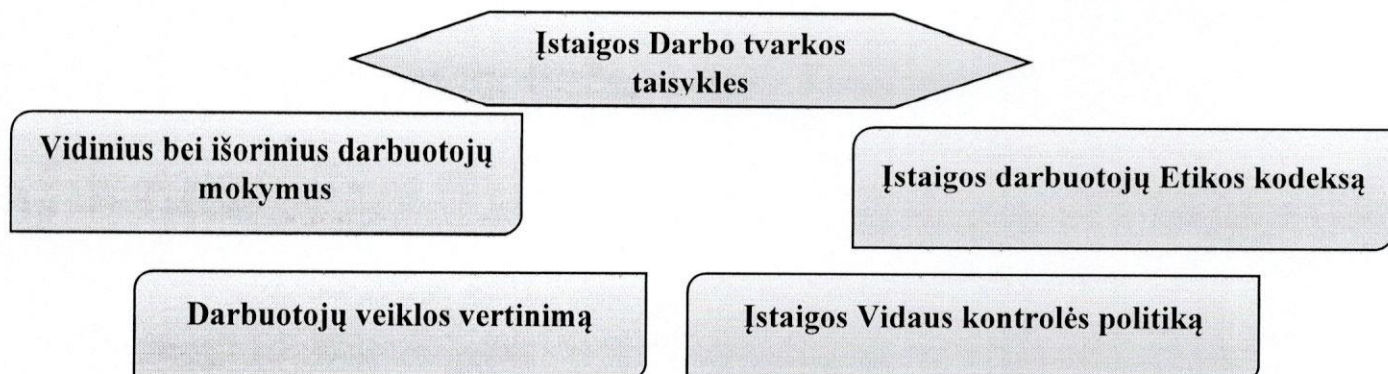 Įstaigos Darbo tvarkos
taisykles
Vidinius bei išorinius darbuotojų
mokymus
Įstaigos darbuotojų Etikos kodeksą
Darbuotojų veiklos vertinimą
Įstaigos Vidaus kontrolės politiką